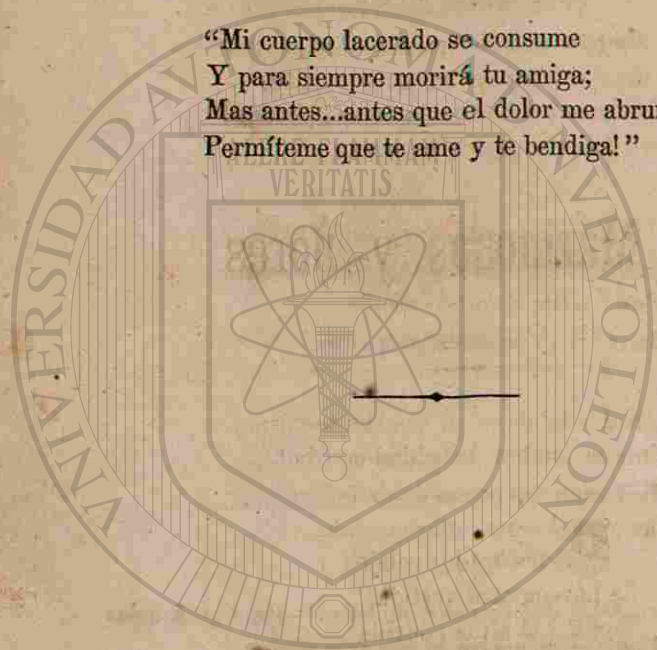 “Mi cuerpo lacerado se consume
Y para siempre morirá tu amiga;
Mas antes...antes que el dolor me abru
Permíteme que te ame y te bendiga!”
VERITATIS